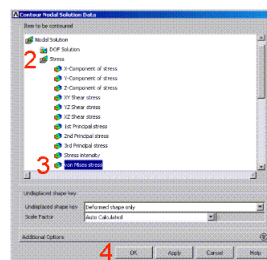 Contour Nodal Solution Data
Item to be contoured
Nodal Solution
DOF Solution
2 Stress
X-Component of stress
Y-Component of stress
Z-Component of stress
XY Shear stress
YZ Shear stress
XZ Shear stress
1st Principal stress
2nd Principal stress
3rd Principal stress
Stress intensity
3 von Mises stress
Undisplaced shape key
Undisplaced shape key Deformed shape only
Scale Factor Auto Calculated
Additional Options
4 OK Apply Cancel Help